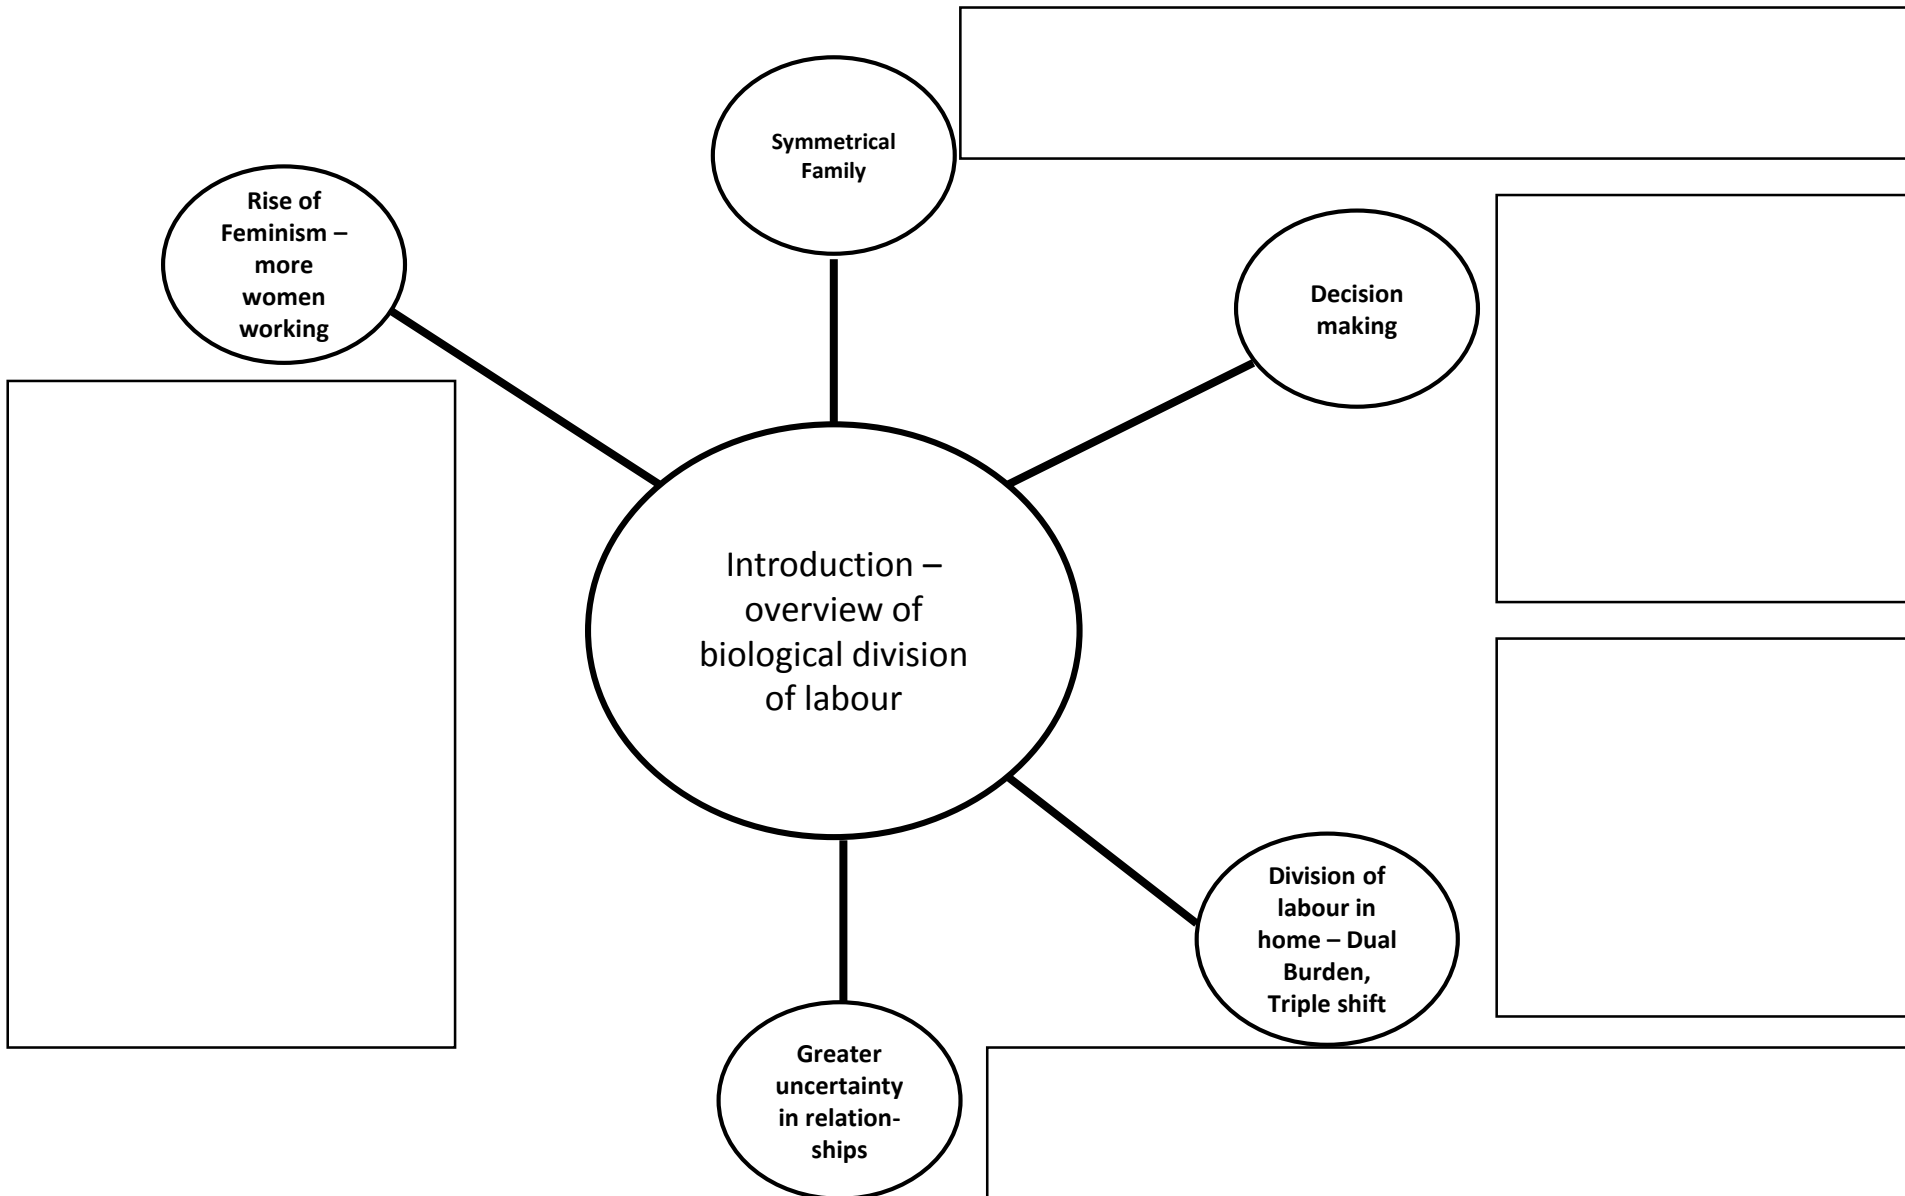 Symmetrical
Family
Rise of
Feminism –
more
women
working
Decision
making
Introduction –
overview of
biological division
of labour
Division of
labour in
home – Dual
Burden,
Triple shift
Greater
uncertainty
in relation-
ships